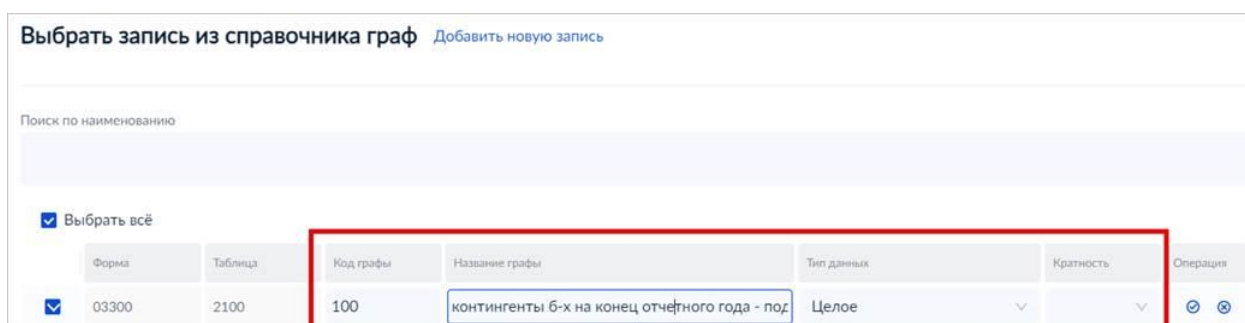 Выбрать запись из справочника граф Добавить новую запись
Поиск по наименованию
Выбрать всё
Форма Таблица Код графы Название графы Тип данных Кратность Операция
03300 2100 100 контингенты б-х на конец отчетного года - под Целое